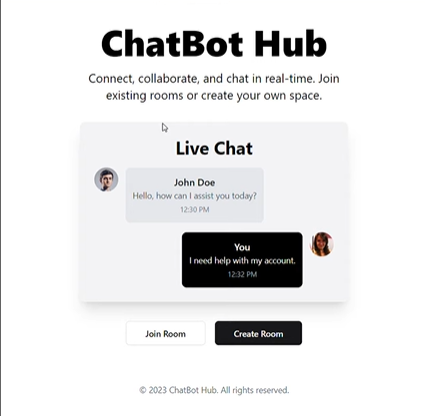 ChatBot Hub
Connect, collaborate, and chat in real-time. Join
existing rooms or create your own space.
Live Chat
John Doe
Hello, how can I assist you today?
12:30 PM
You
I need help with my account.
12:32 PM
Join Room
Create Room
© 2023 ChatBot Hub. All rights reserved.